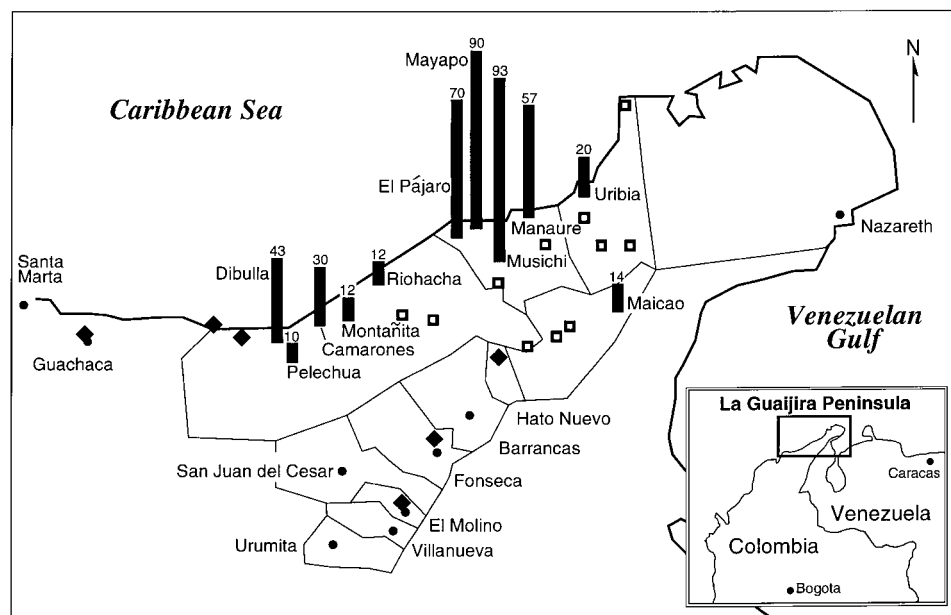 90
Mayapo
N
93
70
57
Caribbean Sea
20
El Pájaro
Uribia
Manaure
Nazareth
Santa
Marta
43
Dibulla
30
12
Riohacha
Musichi
12
14
Maicao
Montañita
Camarones
10
Pelechua
Guachaca
Venezuelan
Gulf
Hato Nuevo
Barrancas
San Juan del Cesar
Fonseca
El Molino
Villanueva
Urumita
La Guaijira Peninsula
Caracas
Venezuela
Colombia
Bogota